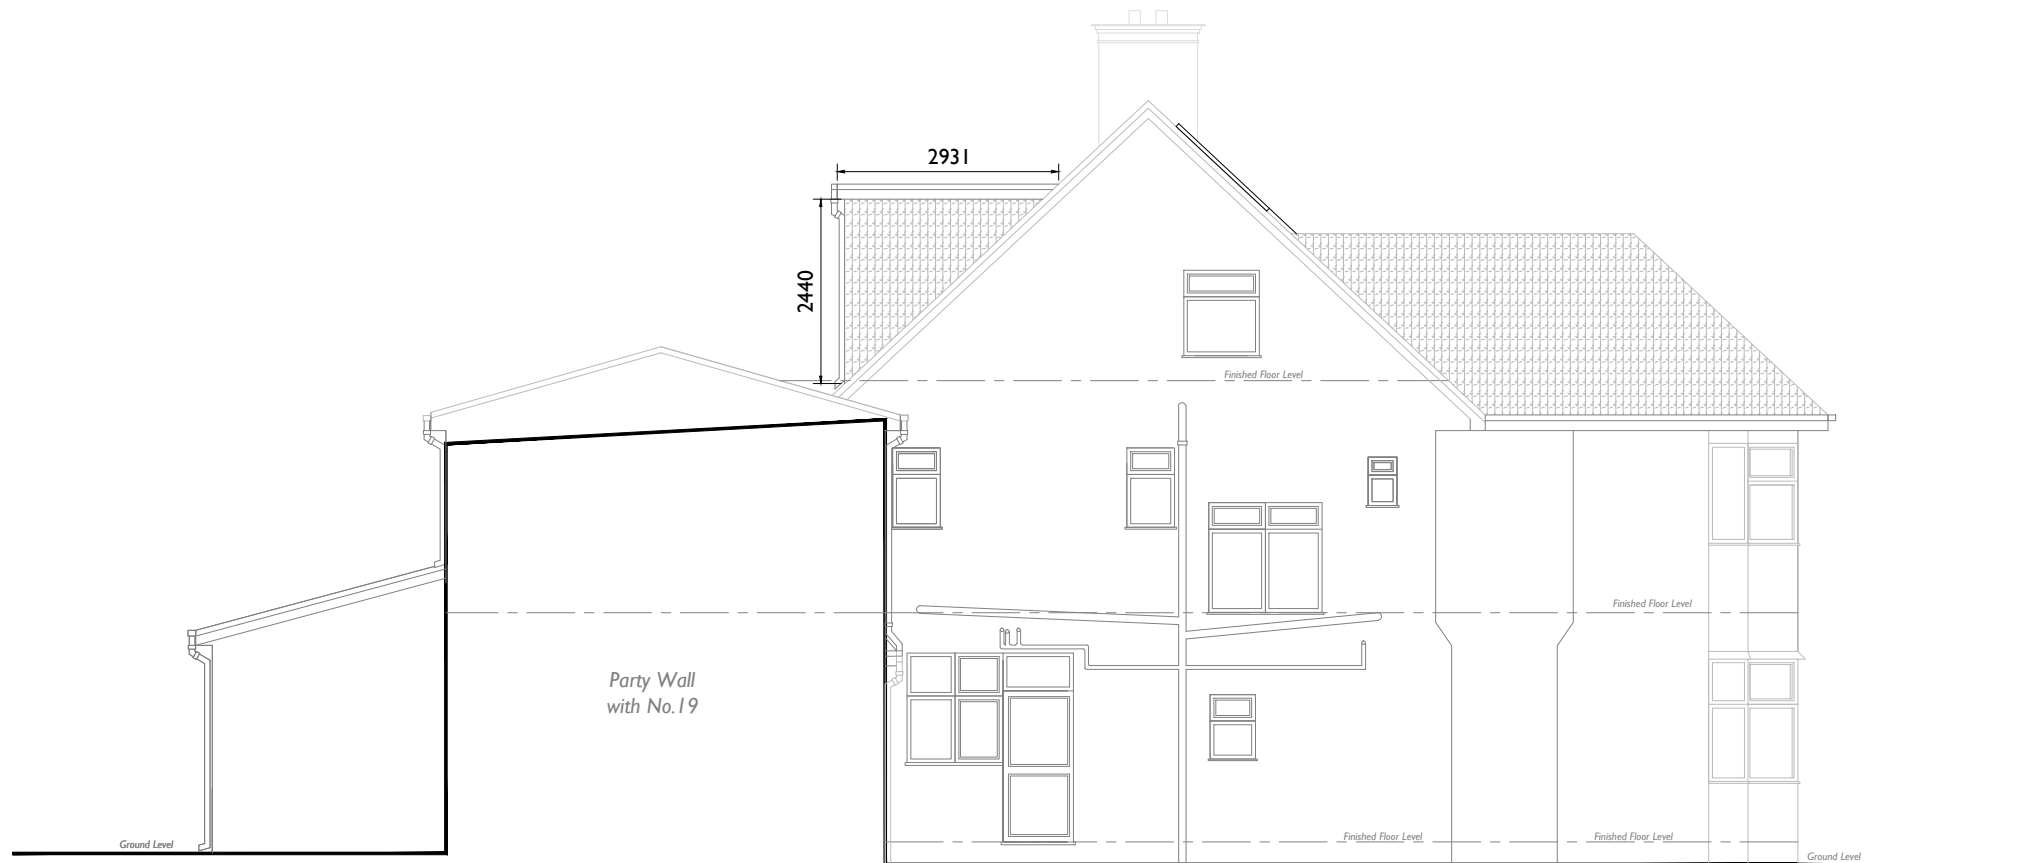 2931
2440
Finished Floor Level
Finished Floor Level
Party Wall
with No.19
Finished Floor Level
Finished Floor Level
Ground Level
Ground Level